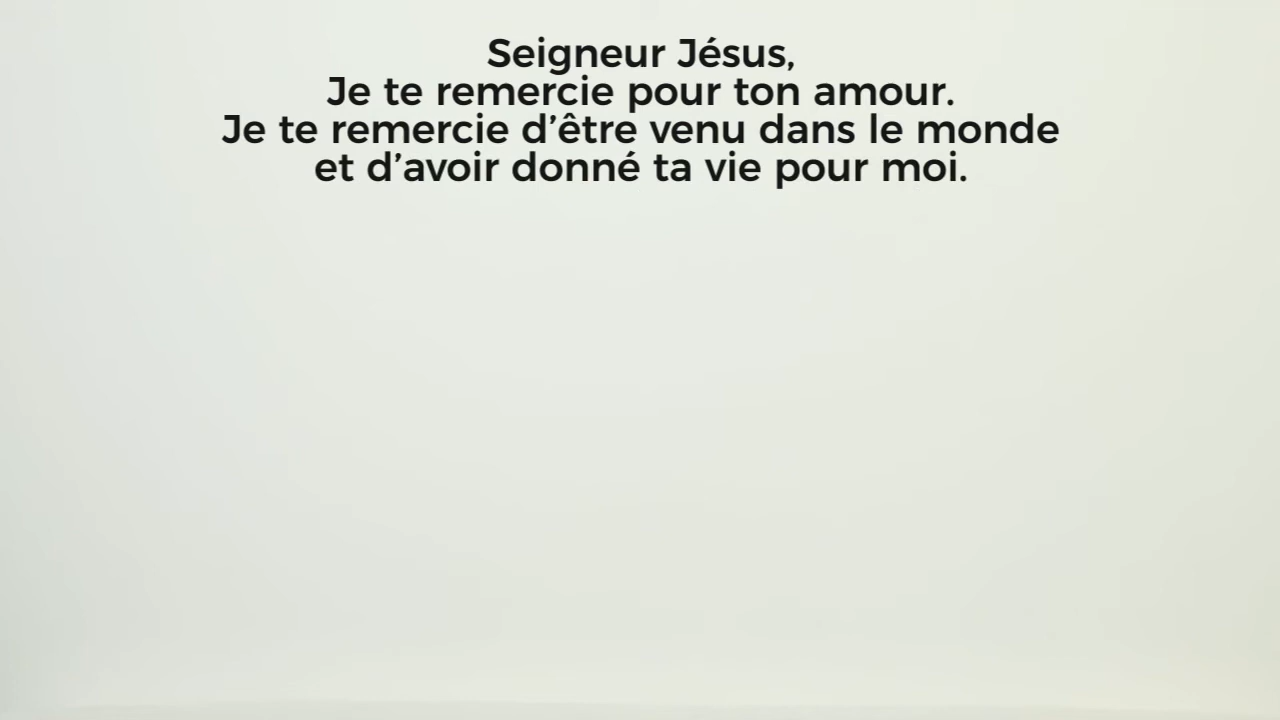 Seigneur Jésus,
Je te remercie pour ton amour.
Je te remercie d’être venu dans le monde
et d’avoir donné ta vie pour moi.